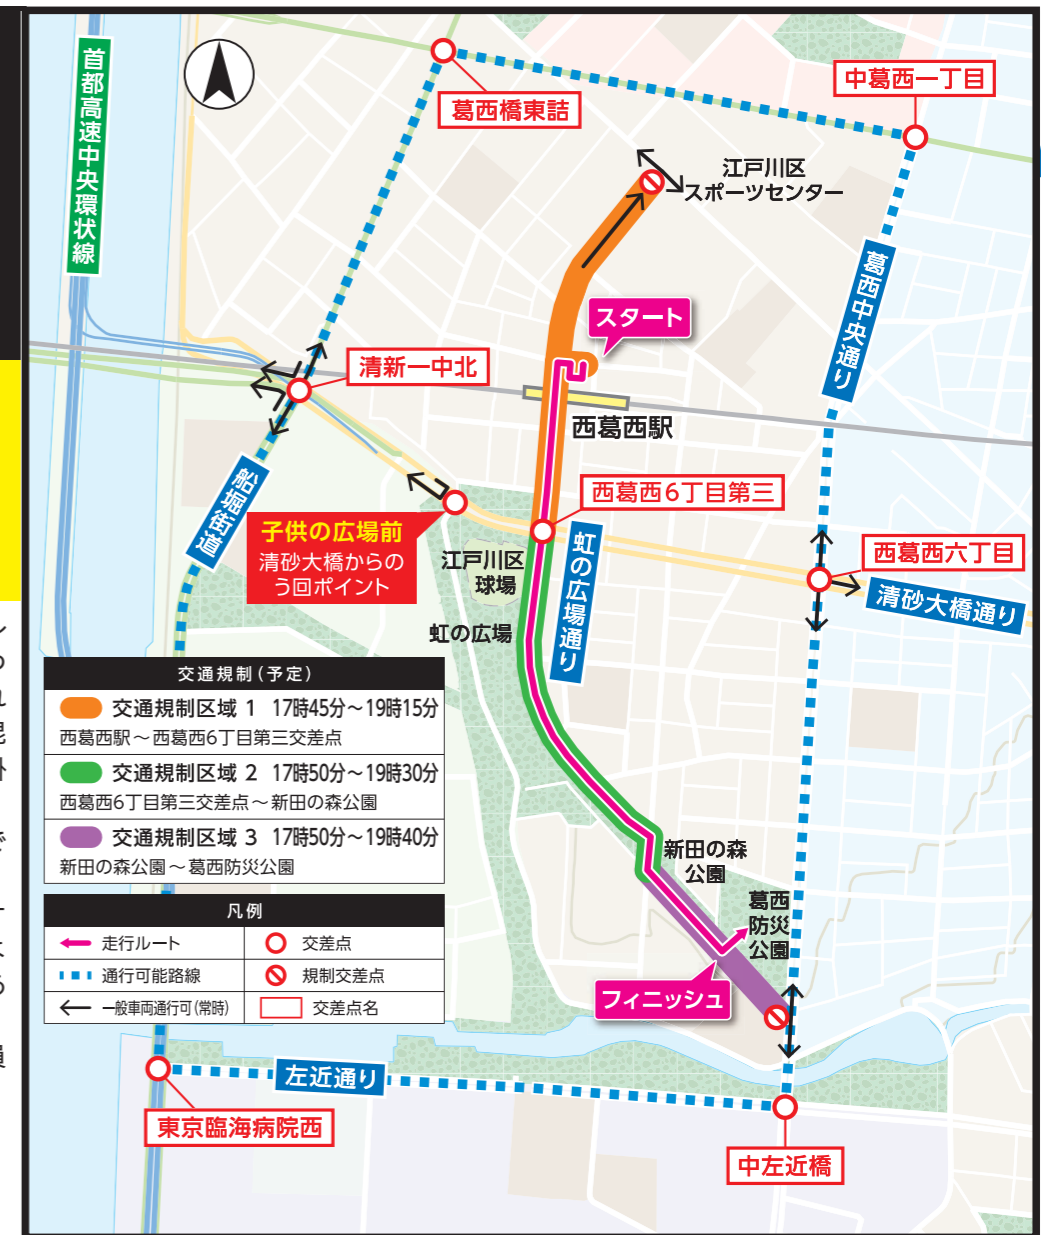 首都高速中央環状線
葛西橋東詰
中葛西一丁目
江戸川区
スポーツセンター
葛西中央通り
スタート
清新一中北
西葛西駅
船堀街道
西葛西6丁目第三
子供の広場前
清砂大橋からの
う回ポイント
江戸川区
球場
虹の広場通り
西葛西六丁目
清砂大橋通り
虹の広場
交通規制(予定)
交通規制区域 1 17時45分〜19時15分
西葛西駅〜西葛西6丁目第三交差点
交通規制区域 2 17時50分〜19時30分
西葛西6丁目第三交差点〜新田の森公園
交通規制区域 3 17時50分〜19時40分
新田の森公園〜葛西防災公園
新田の森
公園
葛西
防災
公園
フィニッシュ
凡例
走行ルート
交差点
通行可能路線
規制交差点
一般車両通行可(常時)
交差点名
左近通り
東京臨海病院西
中左近橋